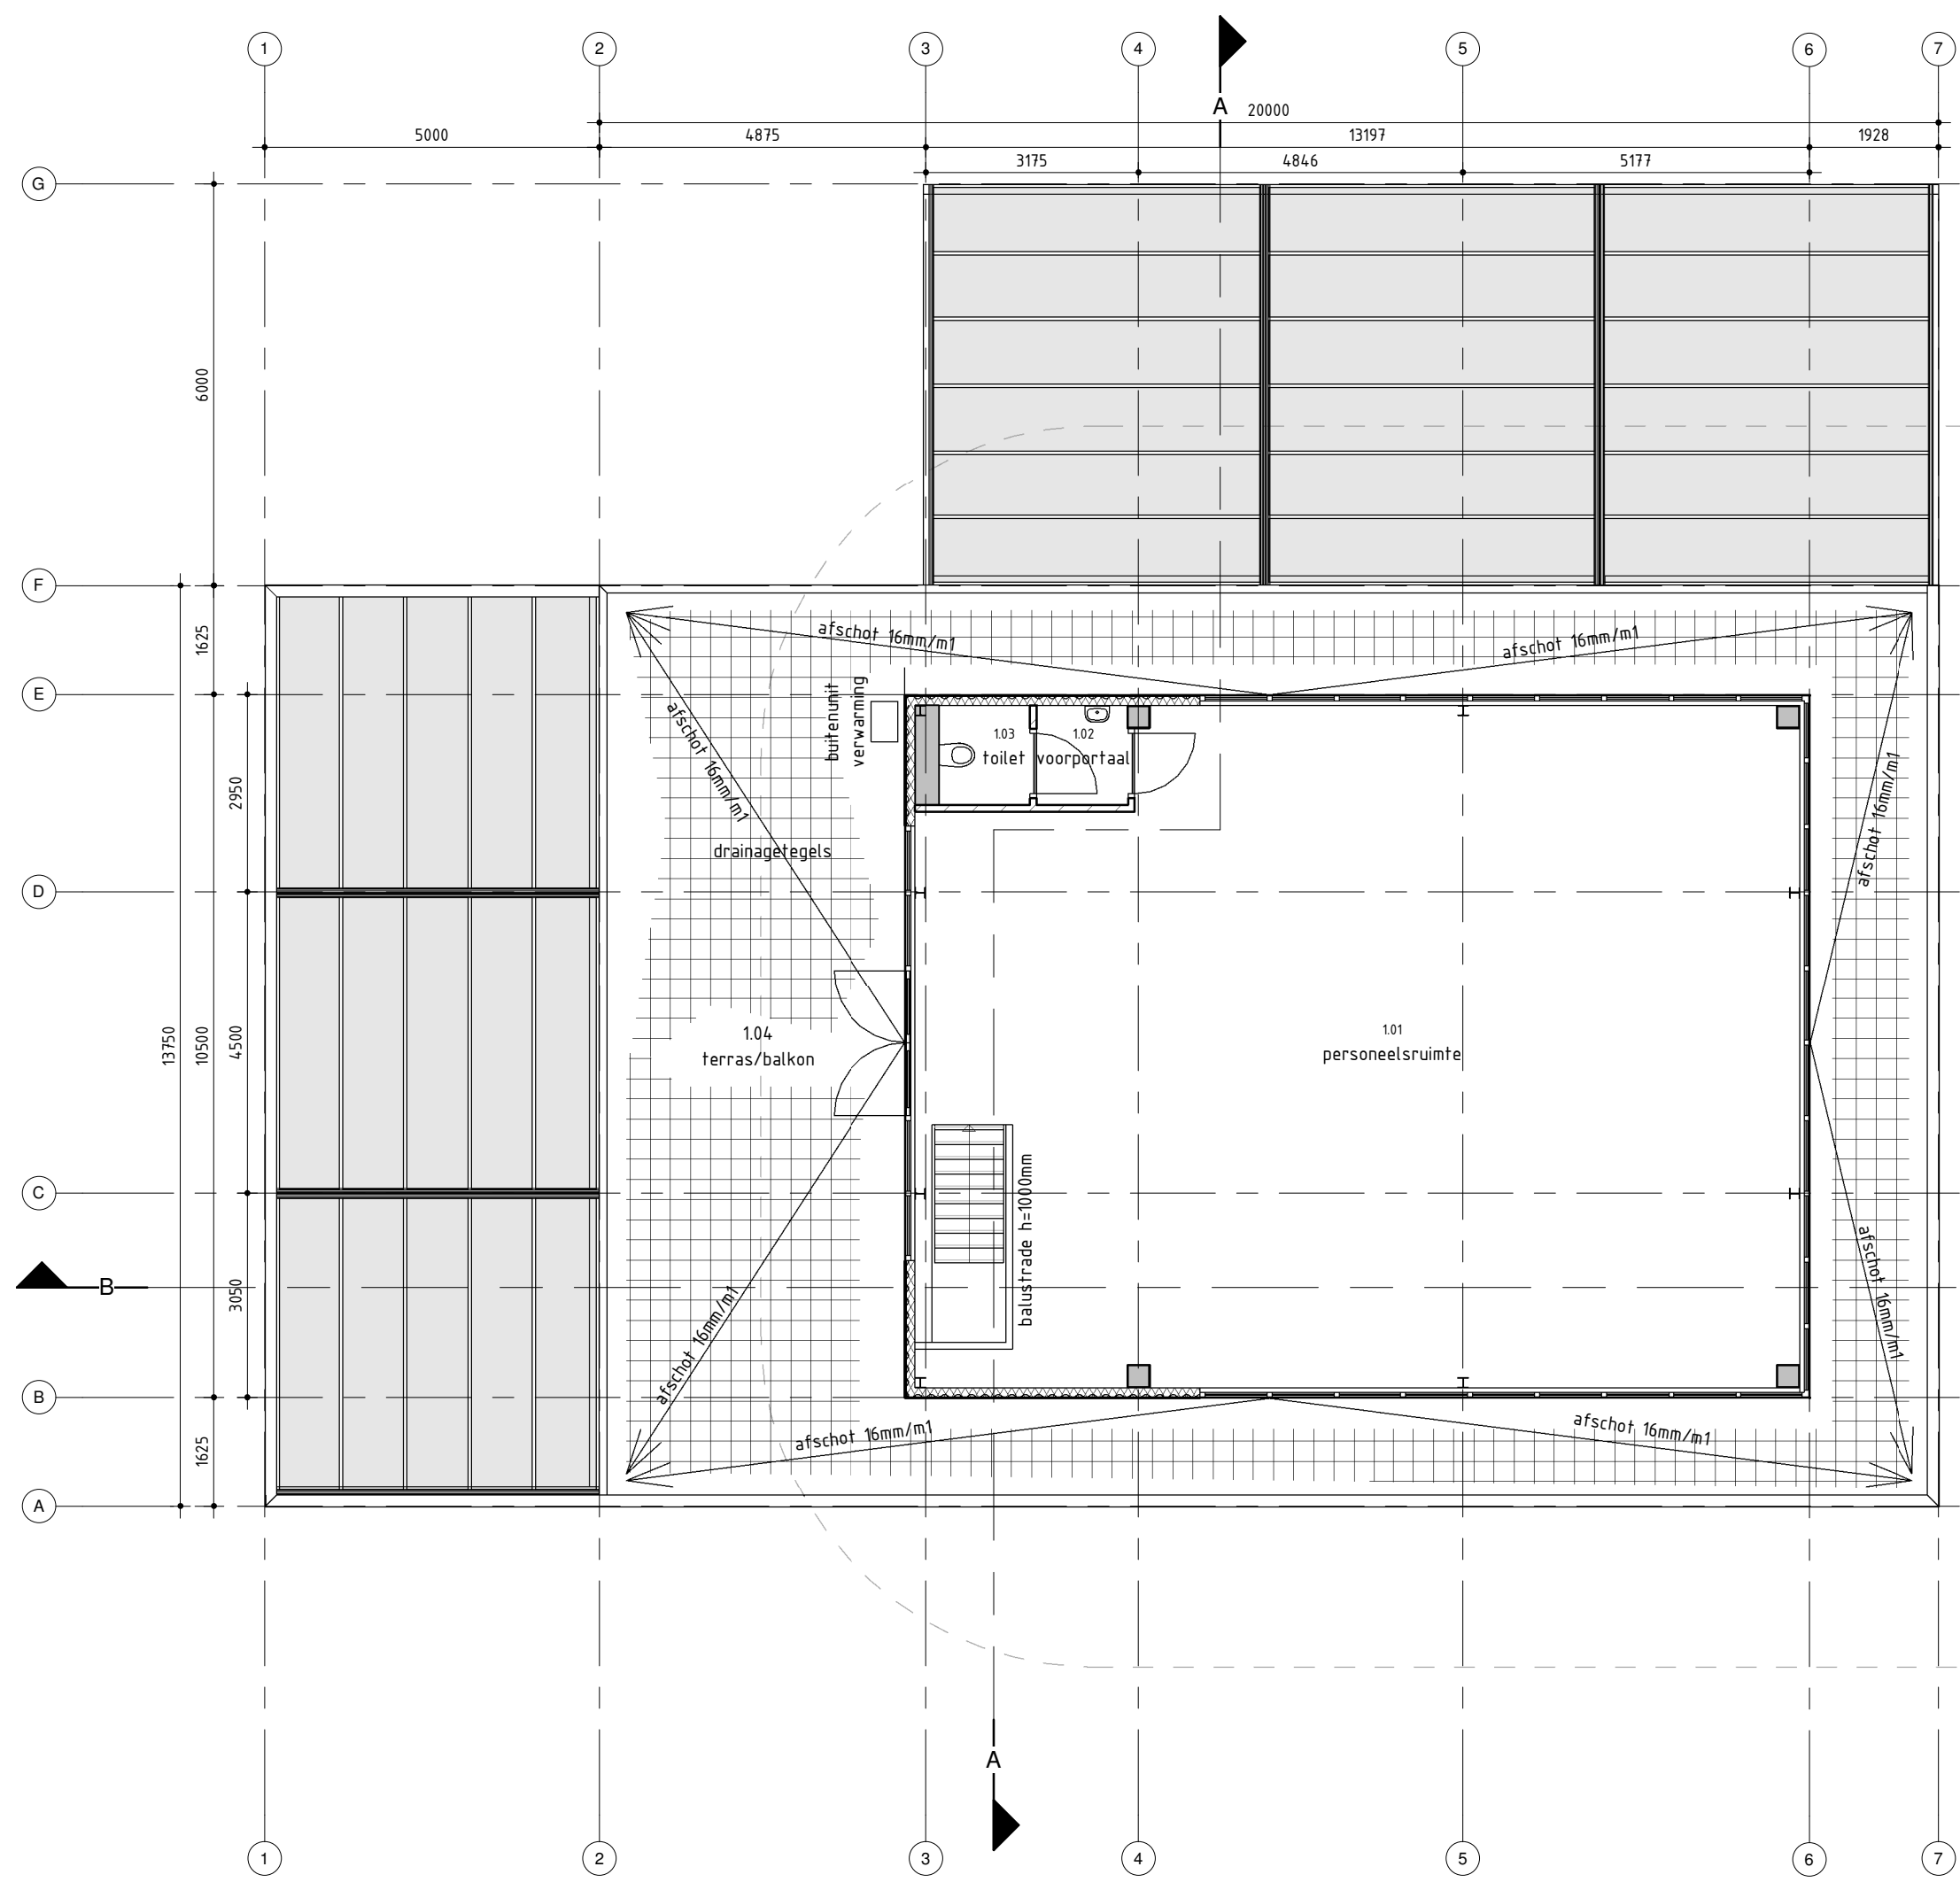 1 2 3 4 5 6 7
A
20000
5000 4875 13197 1928
3175 4846 5177
G
6000
F
1625
afschot 16mm/m1 afschot 16mm/m1
E
buitenunit
verwarming
afschot 16mm/m1
1.03 1.02
toilet voorportaal
2950
afschot 16mm/m1
drainagetegels
D
13750 10500 4500
1.04
terras/balkon
1.01
personeelsruimte
C
balustrade h=1000mm
B
3050
afschot 16mm/m1
afschot 16mm/m1
B
afschot 16mm/m1 afschot 16mm/m1
1625
A
A
1 2 3 4 5 6 7